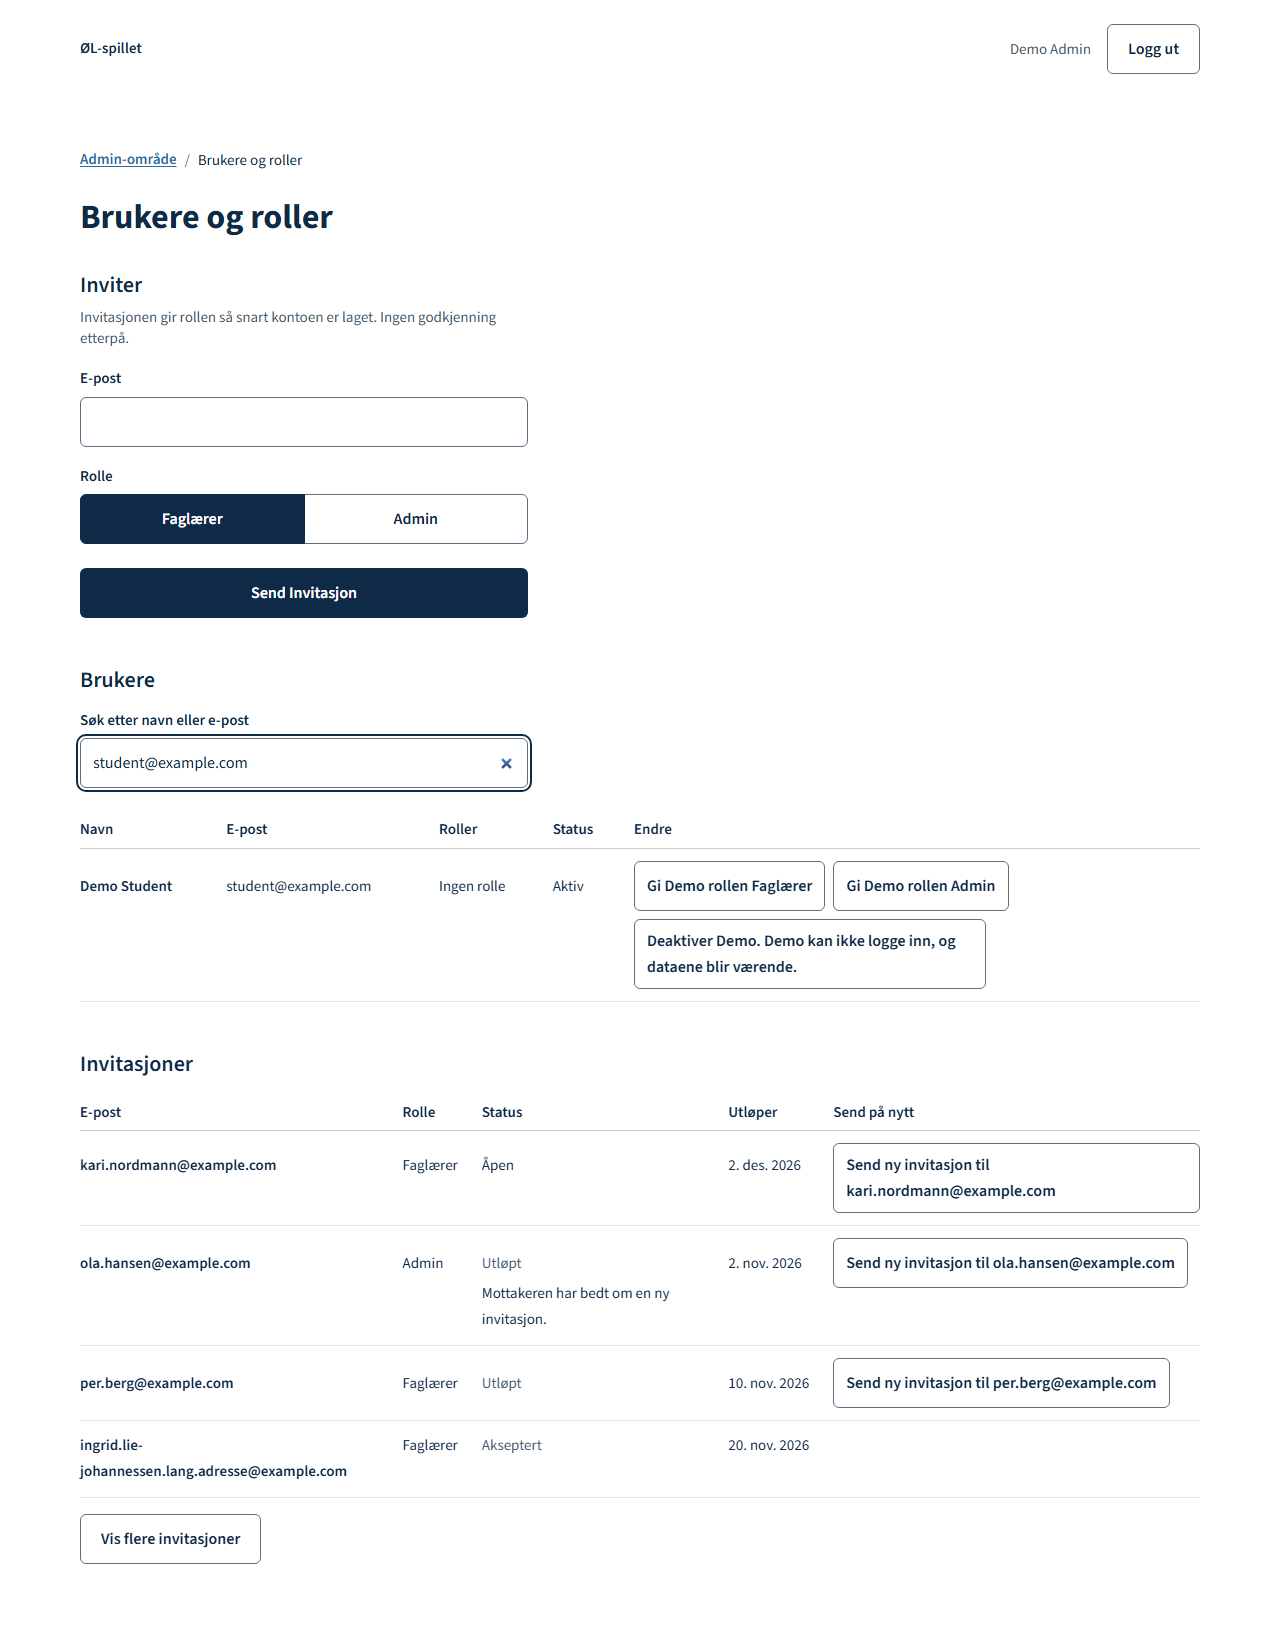 ØL-spillet
Demo Admin
Logg ut
Admin-område / Brukere og roller
Brukere og roller
Inviter
Invitasjonen gir rollen så snart kontoen er laget. Ingen godkjenning
etterpå.
E-post
Rolle
Faglærer
Admin
Send Invitasjon
Brukere
Søk etter navn eller e-post
student@example.com
Navn E-post Roller Status Endre
Demo Student student@example.com Ingen rolle Aktiv Gi Demo rollen Faglærer Gi Demo rollen Admin
Deaktiver Demo. Demo kan ikke logge inn, og
dataene blir værende.
Invitasjoner
E-post Rolle Status Utløper Send på nytt
kari.nordmann@example.com Faglærer Åpen 2. des. 2026 Send ny invitasjon til
kari.nordmann@example.com
ola.hansen@example.com Admin Utløpt 2. nov. 2026 Send ny invitasjon til ola.hansen@example.com
Mottakeren har bedt om en ny
invitasjon.
per.berg@example.com Faglærer Utløpt 10. nov. 2026 Send ny invitasjon til per.berg@example.com
ingrid.lie- Faglærer Akseptert 20. nov. 2026
johannessen.lang.adresse@example.com
Vis flere invitasjoner